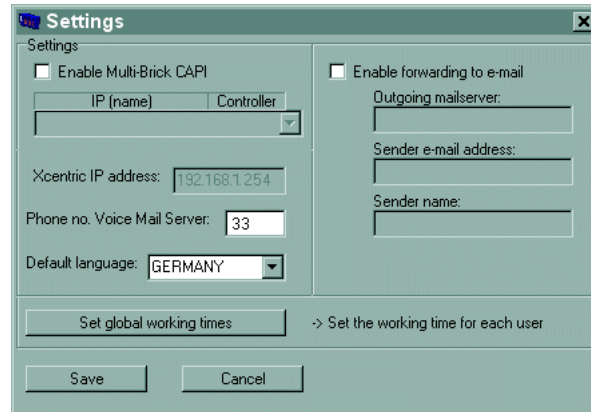 Settings
Settings
Enable Multi-Brick CAPI
IP (name) Controller
Xcentric IP address: 192.168.1.254
Phone no. Voice Mail Server: 33
Default language: GERMANY
Enable forwarding to e-mail
Outgoing mailserver:
Sender e-mail address:
Sender name:
Set global working times -> Set the working time for each user
Save Cancel